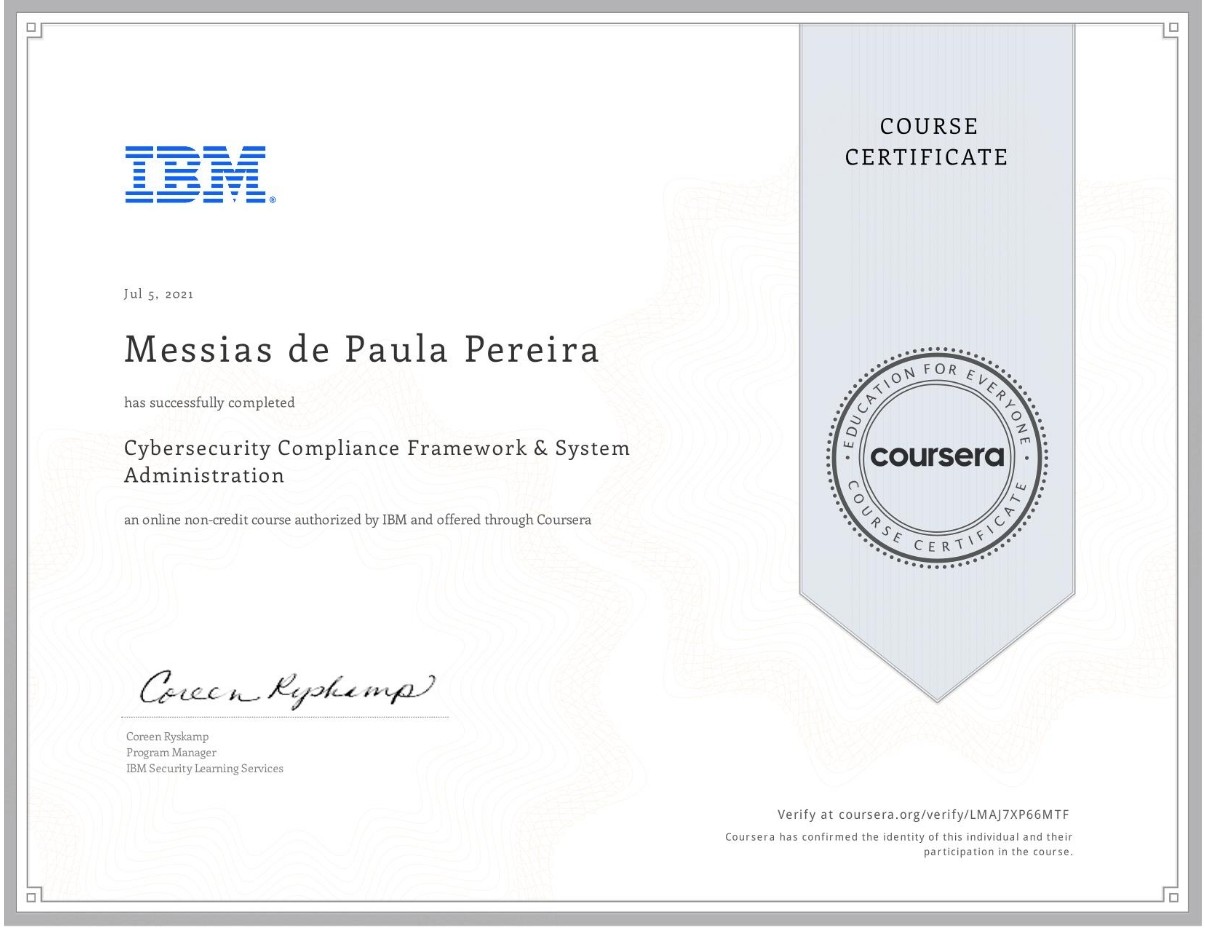 COURSE
CERTIFICATE
IBM®
Jul 5, 2021
Messias de Paula Pereira
has successfully completed
Cybersecurity Compliance Framework & System
Administration
an online non-credit course authorized by IBM and offered through Coursera
EDUCATION FOR EVERYONE
coursera
COURSE CERTIFICATE
Coreen Ryskamp
Coreen Ryskamp
Program Manager
IBM Security Learning Services
Verify at coursera.org/verify/LMAJ7XP66MTF
Coursera has confirmed the identity of this individual and their
participation in the course.